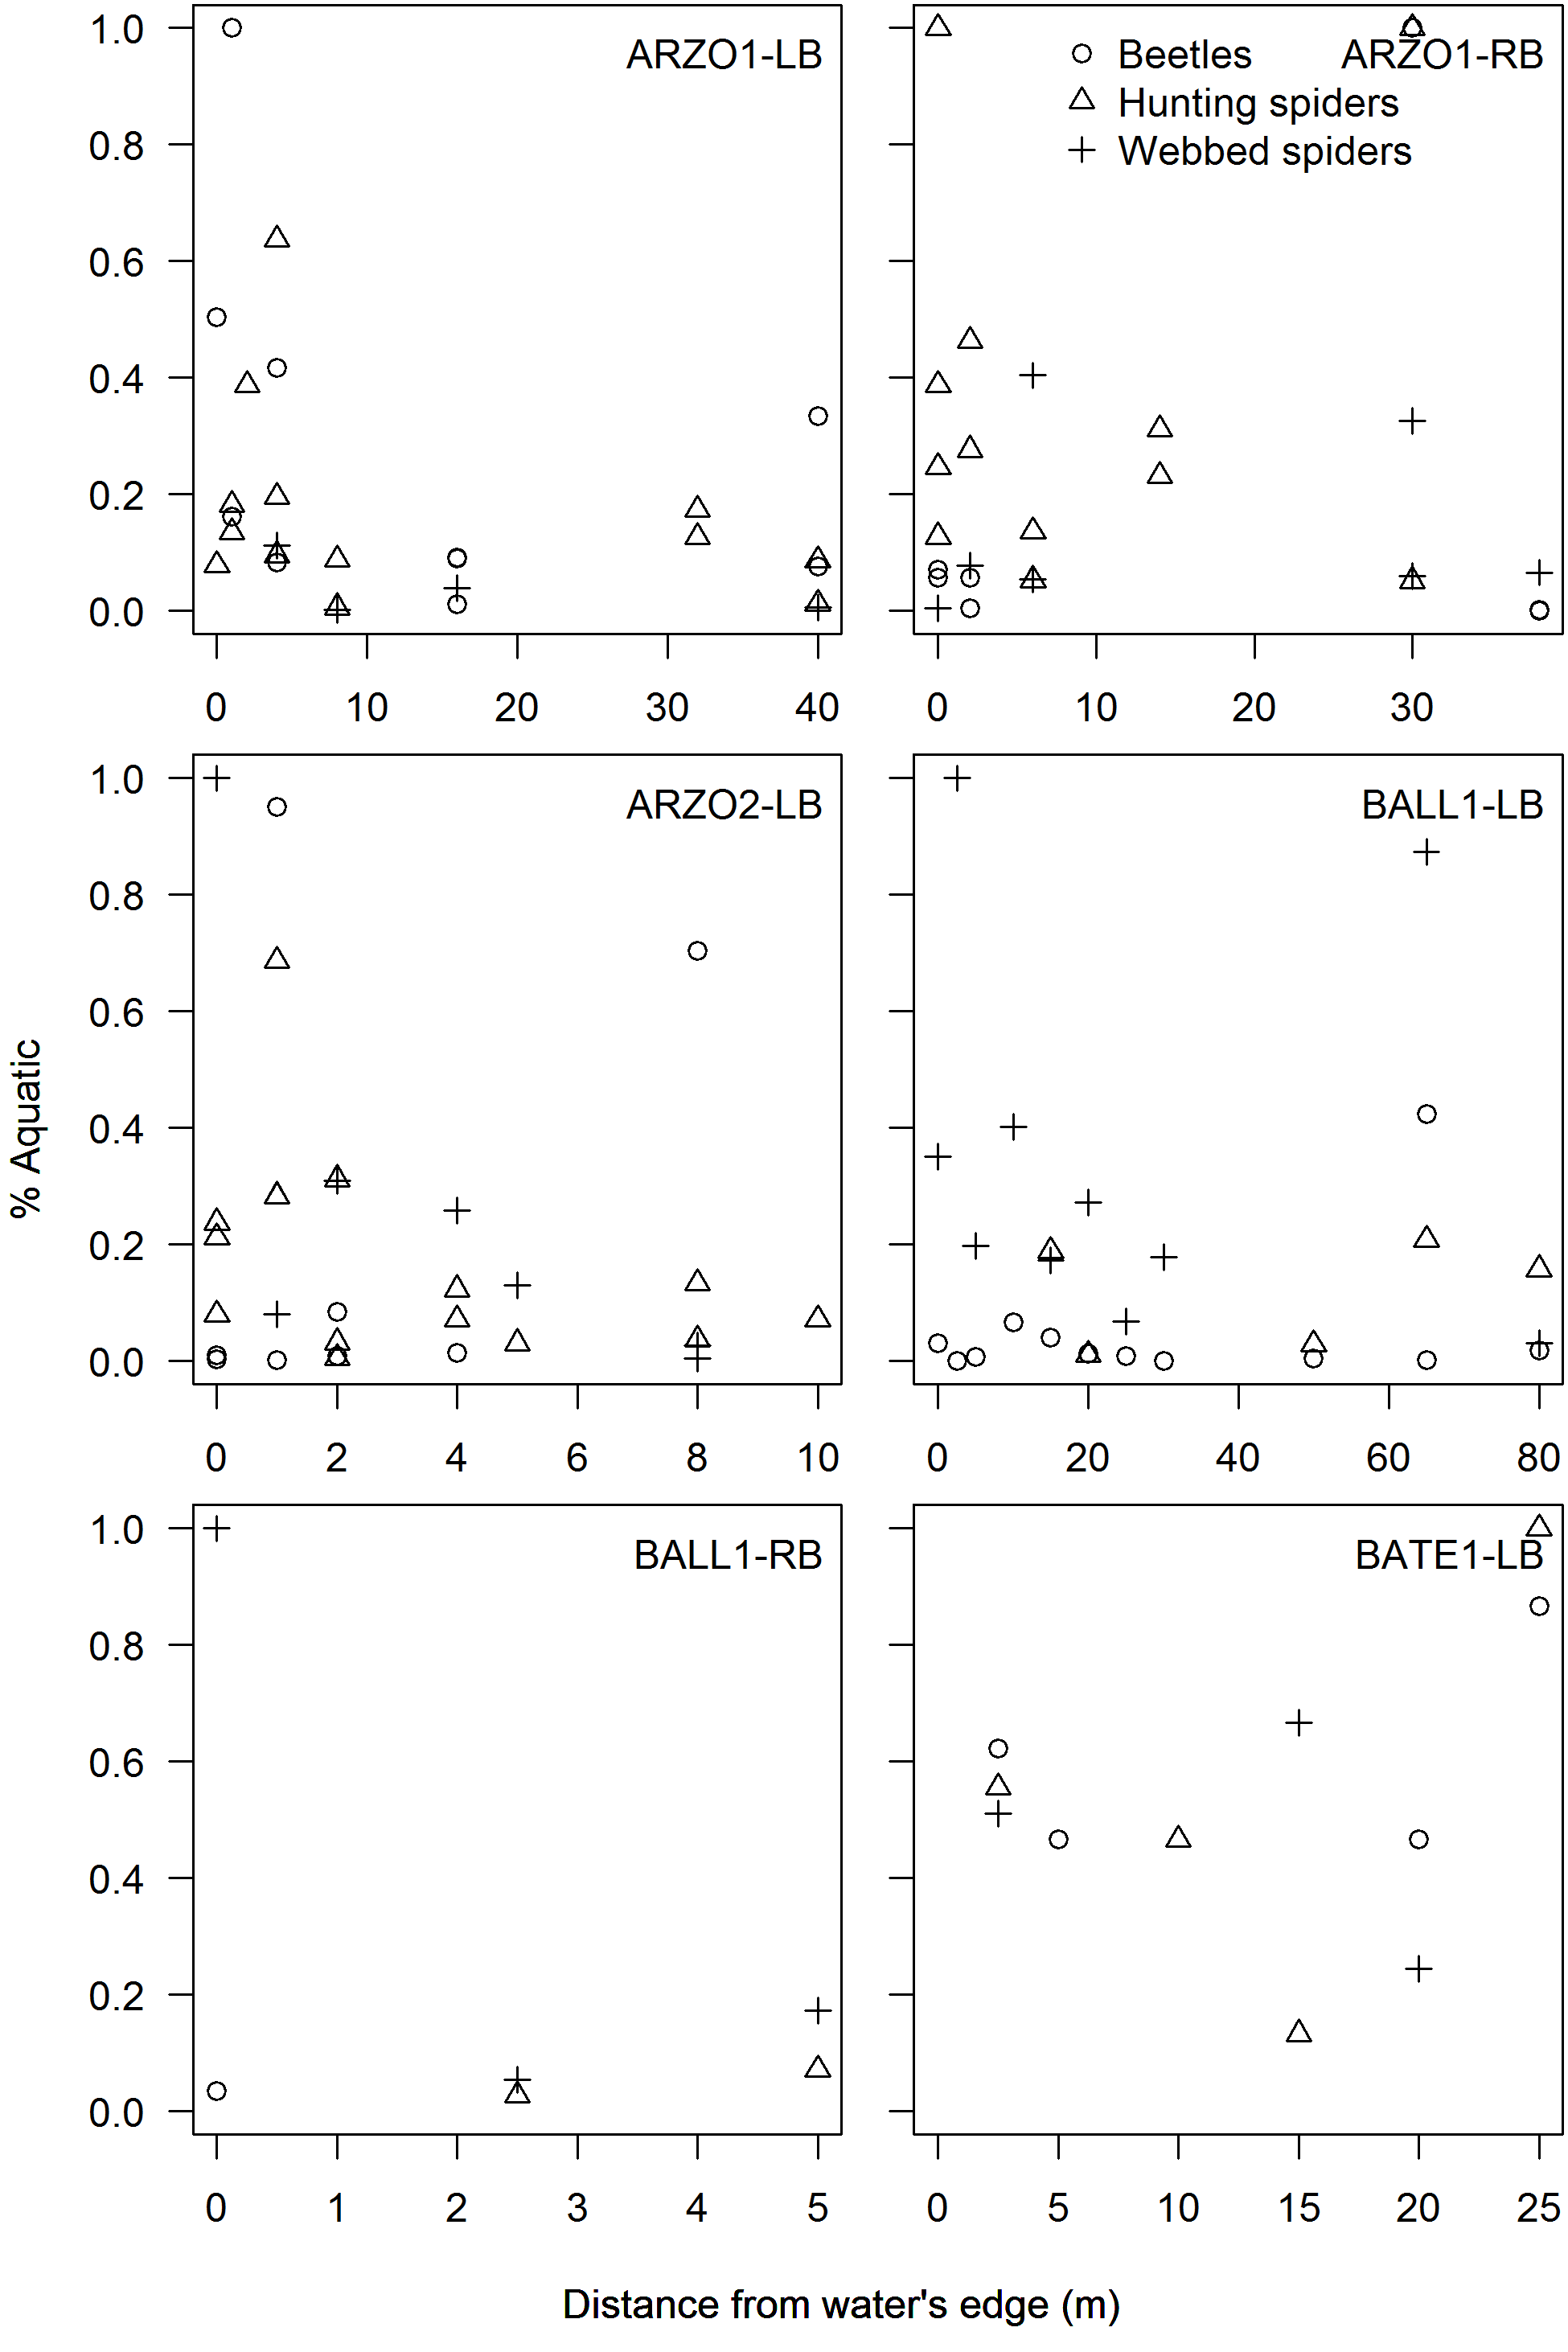 1.0
0.8
0.6
0.4
0.2
0.0
ARZO1-LB
0 10 20 30 40
ARZO1-RB
Beetles
Hunting spiders
Webbed spiders
0 10 20 30
1.0
0.8
0.6
0.4
0.2
0.0
ARZO2-LB
0 2 4 6 8 10
BALL1-LB
0 20 40 60 80
% Aquatic
1.0
0.8
0.6
0.4
0.2
0.0
BALL1-RB
0 1 2 3 4 5
BATE1-LB
0 5 10 15 20 25
Distance from water's edge (m)